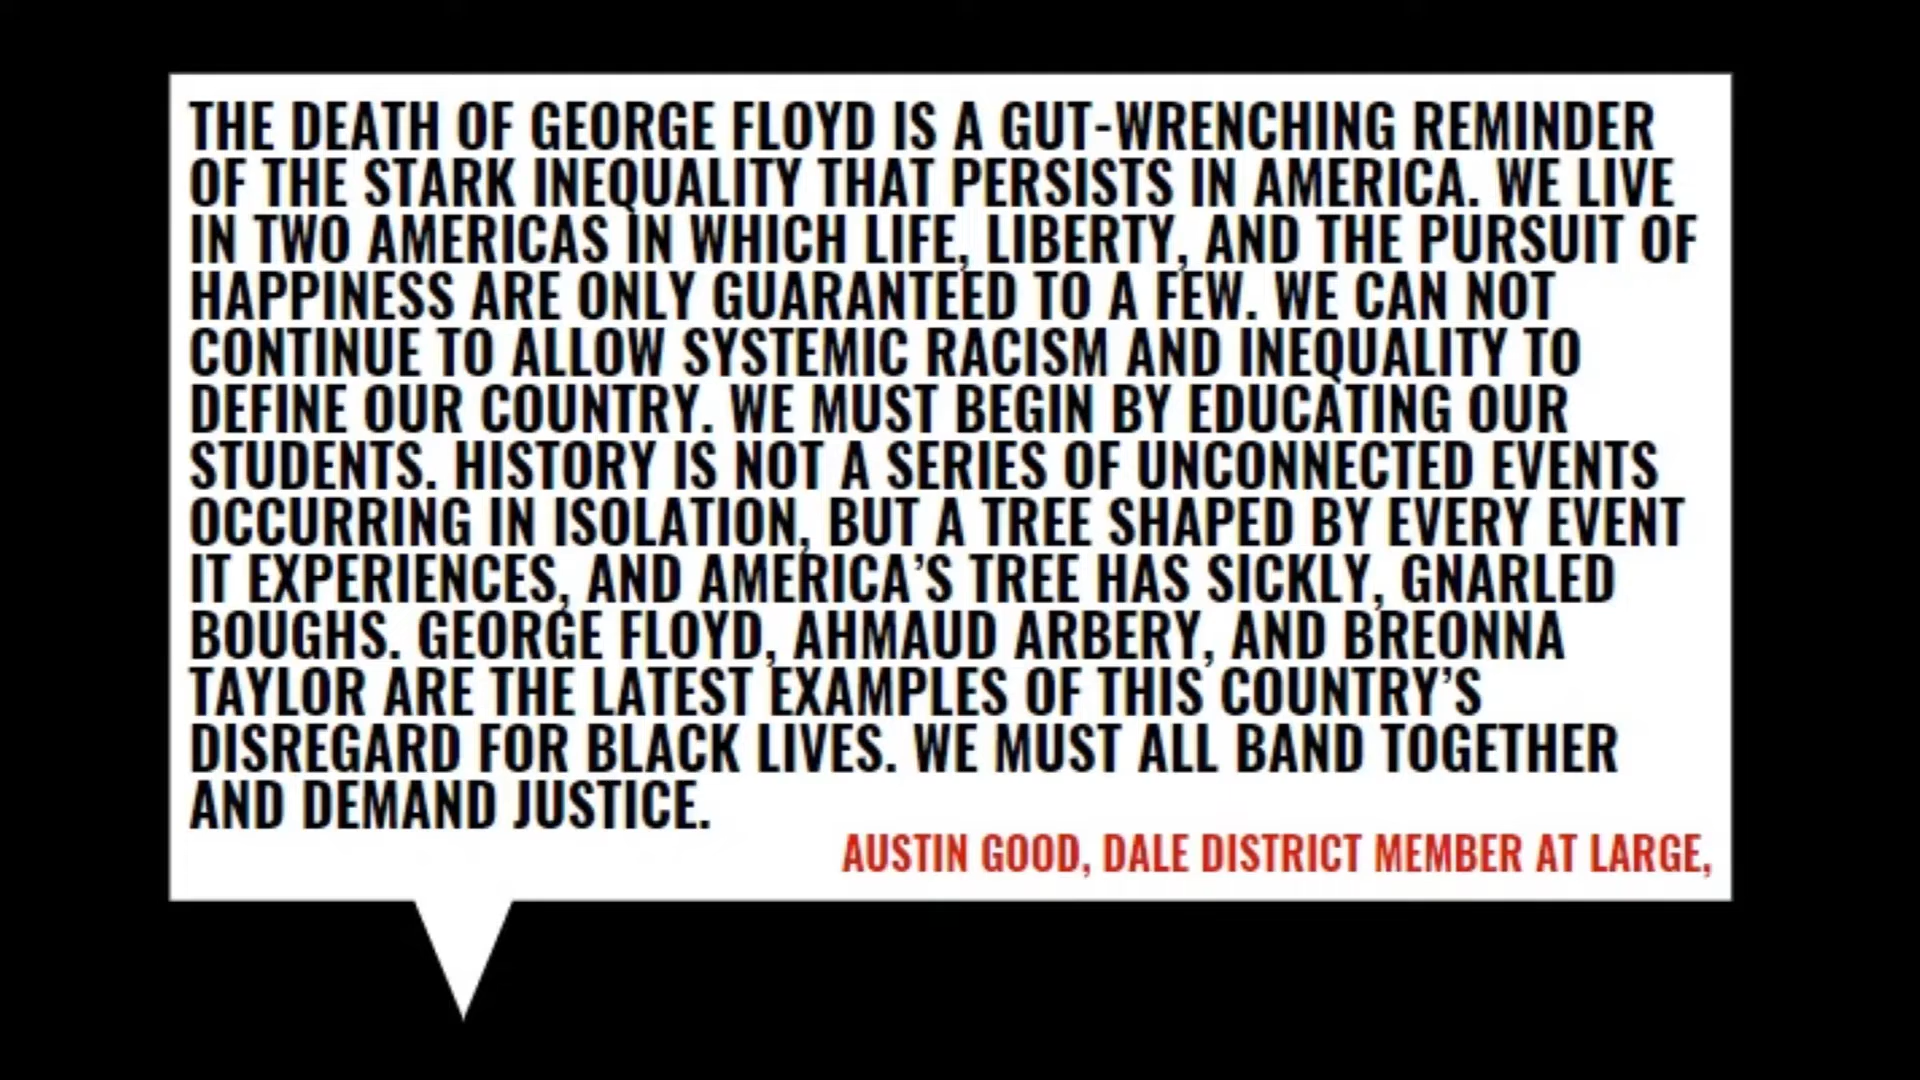 THE DEATH OF GEORGE FLOYD IS A GUT-WRENCHING REMINDER
OF THE STARK INEQUALITY THAT PERSISTS IN AMERICA. WE LIVE
IN TWO AMERICAS IN WHICH LIFE, LIBERTY, AND THE PURSUIT OF
HAPPINESS ARE ONLY GUARANTEED TO A FEW. WE CAN NOT
CONTINUE TO ALLOW SYSTEMIC RACISM AND INEQUALITY TO
DEFINE OUR COUNTRY. WE MUST BEGIN BY EDUCATING OUR
STUDENTS. HISTORY IS NOT A SERIES OF UNCONNECTED EVENTS
OCCURRING IN ISOLATION, BUT A TREE SHAPED BY EVERY EVENT
IT EXPERIENCES, AND AMERICA’S TREE HAS SICKLY, GNARLED
BOUGHS. GEORGE FLOYD, AHMAUD ARBERY, AND BREONNA
TAYLOR ARE THE LATEST EXAMPLES OF THIS COUNTRY’S
DISREGARD FOR BLACK LIVES. WE MUST ALL BAND TOGETHER
AND DEMAND JUSTICE.
AUSTIN GOOD, DALE DISTRICT MEMBER AT LARGE,